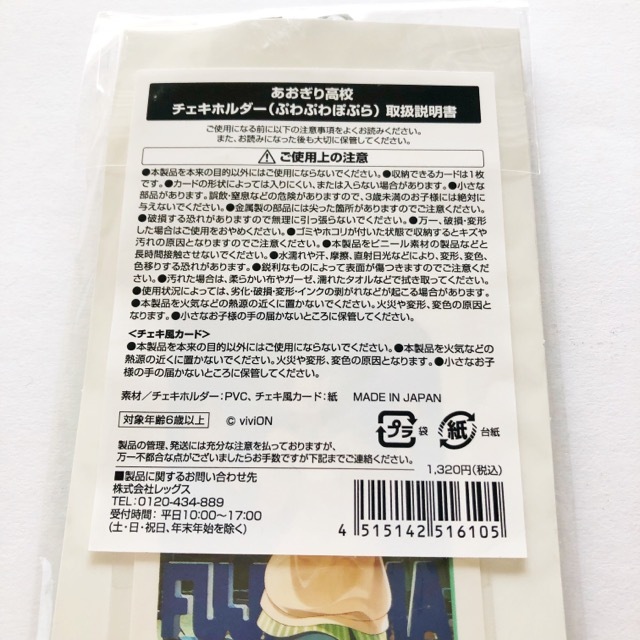 あおぎり高校
チェキホルダー(ぷわぷわぽぷら) 取扱説明書
ご使用になる前に以下の注意事項をよくお読みください。
また、お読みになった後も大切に保管してください。
ご使用上の注意
●本製品を本来の目的以外にはご使用にならないでください。●収納できるカードは1枚
です。●カードの形状によっては入りにくい、または入らない場合があります。●小さな
部品があります。誤飲・窒息などの危険がありますので、3歳未満のお子様には絶対に
与えないでください。●金属製の部品には尖った箇所がありますのでご注意ください。
●破損する恐れがありますので無理に引っ張らないでください。●万一、破損・変形
した場合はご使用をおやめください。●ゴミやホコリが付いた状態で収納するとキズや
汚れの原因となりますのでご注意ください。●本製品をビニール素材の製品などと
長時間接触させないでください。●水濡れや汗、摩擦、直射日光などにより、変形、変色、
色移りする恐れがあります。●鋭利なものによって表面が傷つきますのでご注意くださ
い。●汚れた場合は、柔らかい布やガーゼ、濡れたタオルなどで拭き取ってください。
●使用状況によっては、劣化・破損・変形・インクの剥がれなどが起こる場合があります。
●本製品を火気などの熱源の近くに置かないでください。火災や変形、変色の原因と
なります。●小さなお子様の手の届かないところに保管してください。
<チェキ風カード>
●本製品を本来の目的以外にはご使用にならないでください。●本製品を火気などの
熱源の近くに置かないでください。火災や変形、変色の原因となります。●小さなお子
様の手の届かないところに保管してください。
素材/チェキホルダー:PVC、チェキ風カード:紙 MADE IN JAPAN
対象年齢6歳以上 © viviON プラ 袋 紙 台紙
製品の管理、発送には充分な注意を払っておりますが、
万一不都合な点がございましたらお手数ですが下記までご連絡ください。
1,320円(税込)
■製品に関するお問い合わせ先
株式会社レッグス
TEL:0120-434-889
受付時間: 平日10:00～17:00
(土・日・祝日、年末年始を除く)
4 515142 516105